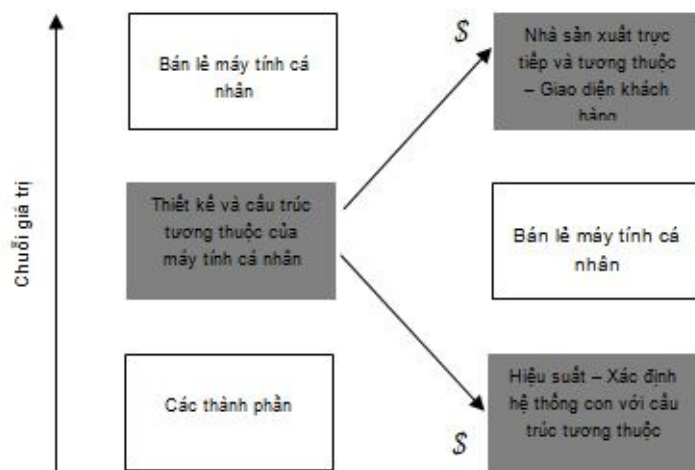 Chuỗi giá trị
Bán lẻ máy tính cá
nhân
Thiết kế và cấu trúc
tương thuộc của
máy tính cá nhân
Các thành phần
$
Nhà sản xuất trực
tiếp và tương thuộc
– Giao diện khách
hàng
Bán lẻ máy tính cá
nhân
Hiệu suất – Xác định
hệ thống con với cấu
trúc tương thuộc
$